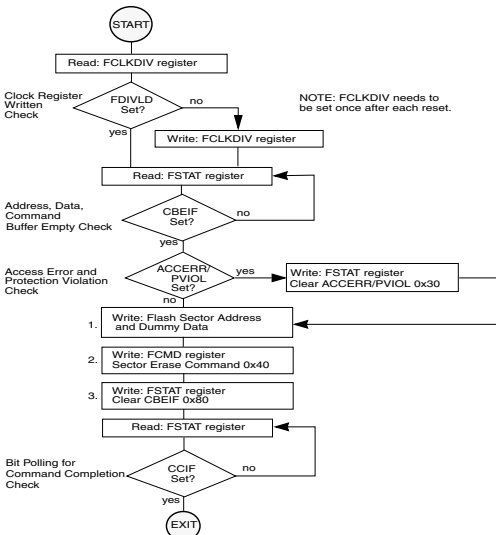 START
Read: FCLKDIV register
Clock Register
Written
Check
FDIVLD
Set?
no
yes
NOTE: FCLKDIV needs to
be set once after each reset.
Write: FCLKDIV register
Read: FSTAT register
Address, Data,
Command
Buffer Empty Check
CBEIF
Set?
no
yes
Access Error and
Protection Violation
Check
ACCERR/
PVIOL
Set?
yes
no
Write: FSTAT register
Clear ACCERR/PVIOL 0x30
1.
Write: Flash Sector Address
and Dummy Data
2.
Write: FCMD register
Sector Erase Command 0x40
3.
Write: FSTAT register
Clear CBEIF 0x80
Read: FSTAT register
Bit Polling for
Command Completion
Check
CCIF
Set?
no
yes
EXIT